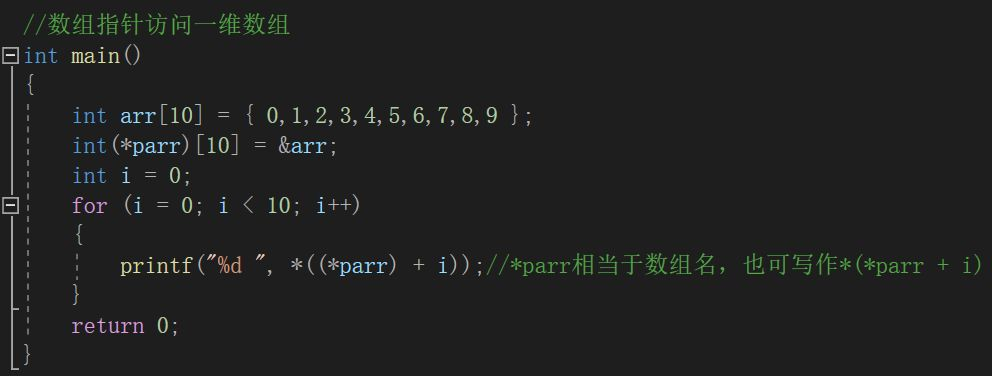 //数组指针访问一维数组
int main()
{
int arr[10] = { 0,1,2,3,4,5,6,7,8,9 };
int(*parr)[10] = &arr;
int i = 0;
for (i = 0; i < 10; i++)
{
printf("%d ", *((*parr) + i));//*parr相当于数组名，也可写作*(*parr + i)
}
return 0;
}